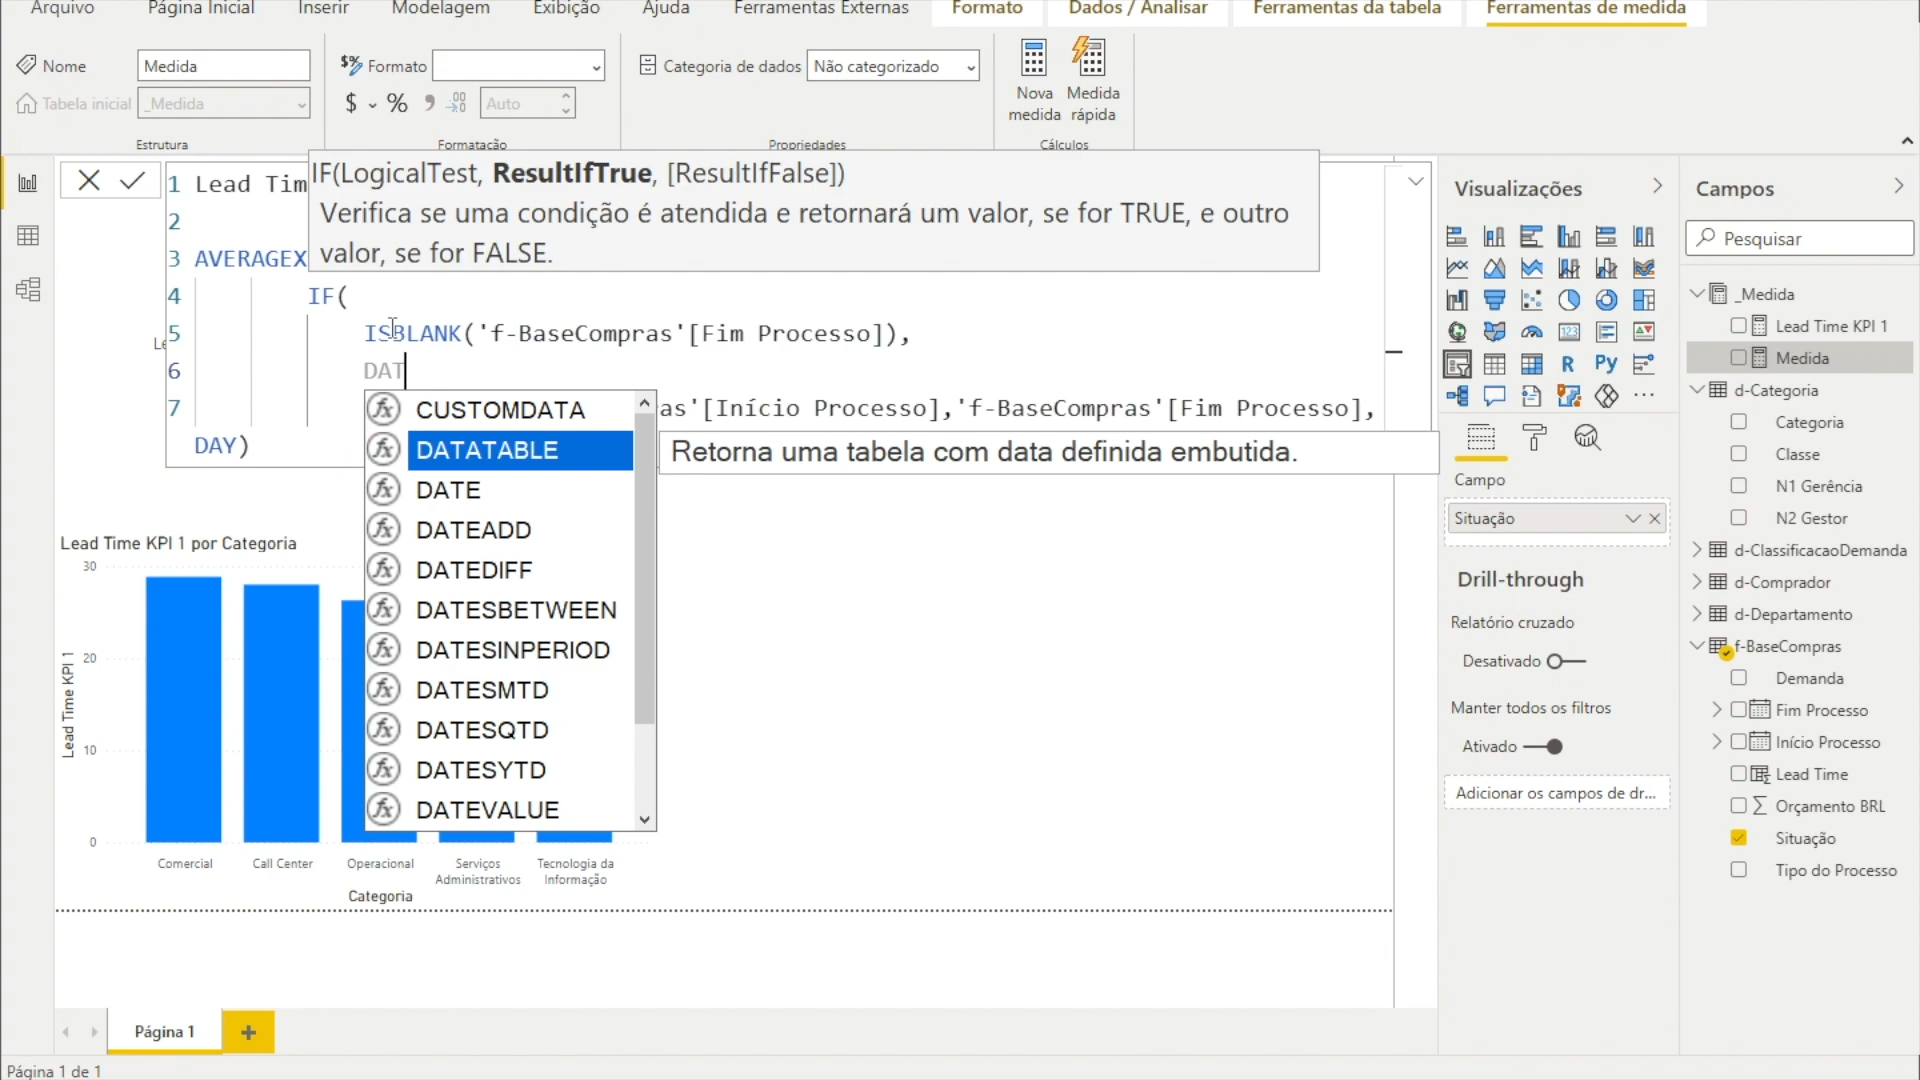 Arquivo Página Inicial Inserir Modelagem Exibição Ajuda Ferramentas Externas Formato Dados / Analisar Ferramentas da tabela Ferramentas de medida
Nome Medida
Formato
Categoria de dados Não categorizado
Tabela inicial _Medida
$ % Auto
Nova medida
Medida rápida
Estrutura Formatação Propriedades Cálculos
IF(LogicalTest, ResultIfTrue, [ResultIfFalse])
Verifica se uma condição é atendida e retornará um valor, se for TRUE, e outro
valor, se for FALSE.
1 Lead Tim
2
3 AVERAGEX
4 IF(
5 ISBLANK('f-BaseCompras'[Fim Processo]),
6 DAT
7 as'[Início Processo],'f-BaseCompras'[Fim Processo],
DAY)
Le
CUSTOMDATA
DATATABLE
Retorna uma tabela com data definida embutida.
DATE
DATEADD
DATEDIFF
DATESBETWEEN
DATESINPERIOD
DATESMTD
DATESQTD
DATESYTD
DATEVALUE
Lead Time KPI 1 por Categoria
30
20
10
0
Lead Time KPI 1
Comercial
Call Center
Operacional
Serviços
Administrativos
Tecnologia da
Informação
Categoria
Página 1
+
Página 1 de 1
Visualizações
123
R
Py
...
Campo
Situação
Drill-through
Relatório cruzado
Desativado
Manter todos os filtros
Ativado
Adicionar os campos de dr...
Campos
Pesquisar
_Medida
Lead Time KPI 1
Medida
d-Categoria
Categoria
Classe
N1 Gerência
N2 Gestor
d-ClassificacaoDemanda
d-Comprador
d-Departamento
f-BaseCompras
Demanda
Fim Processo
Início Processo
Lead Time
Orçamento BRL
Situação
Tipo do Processo